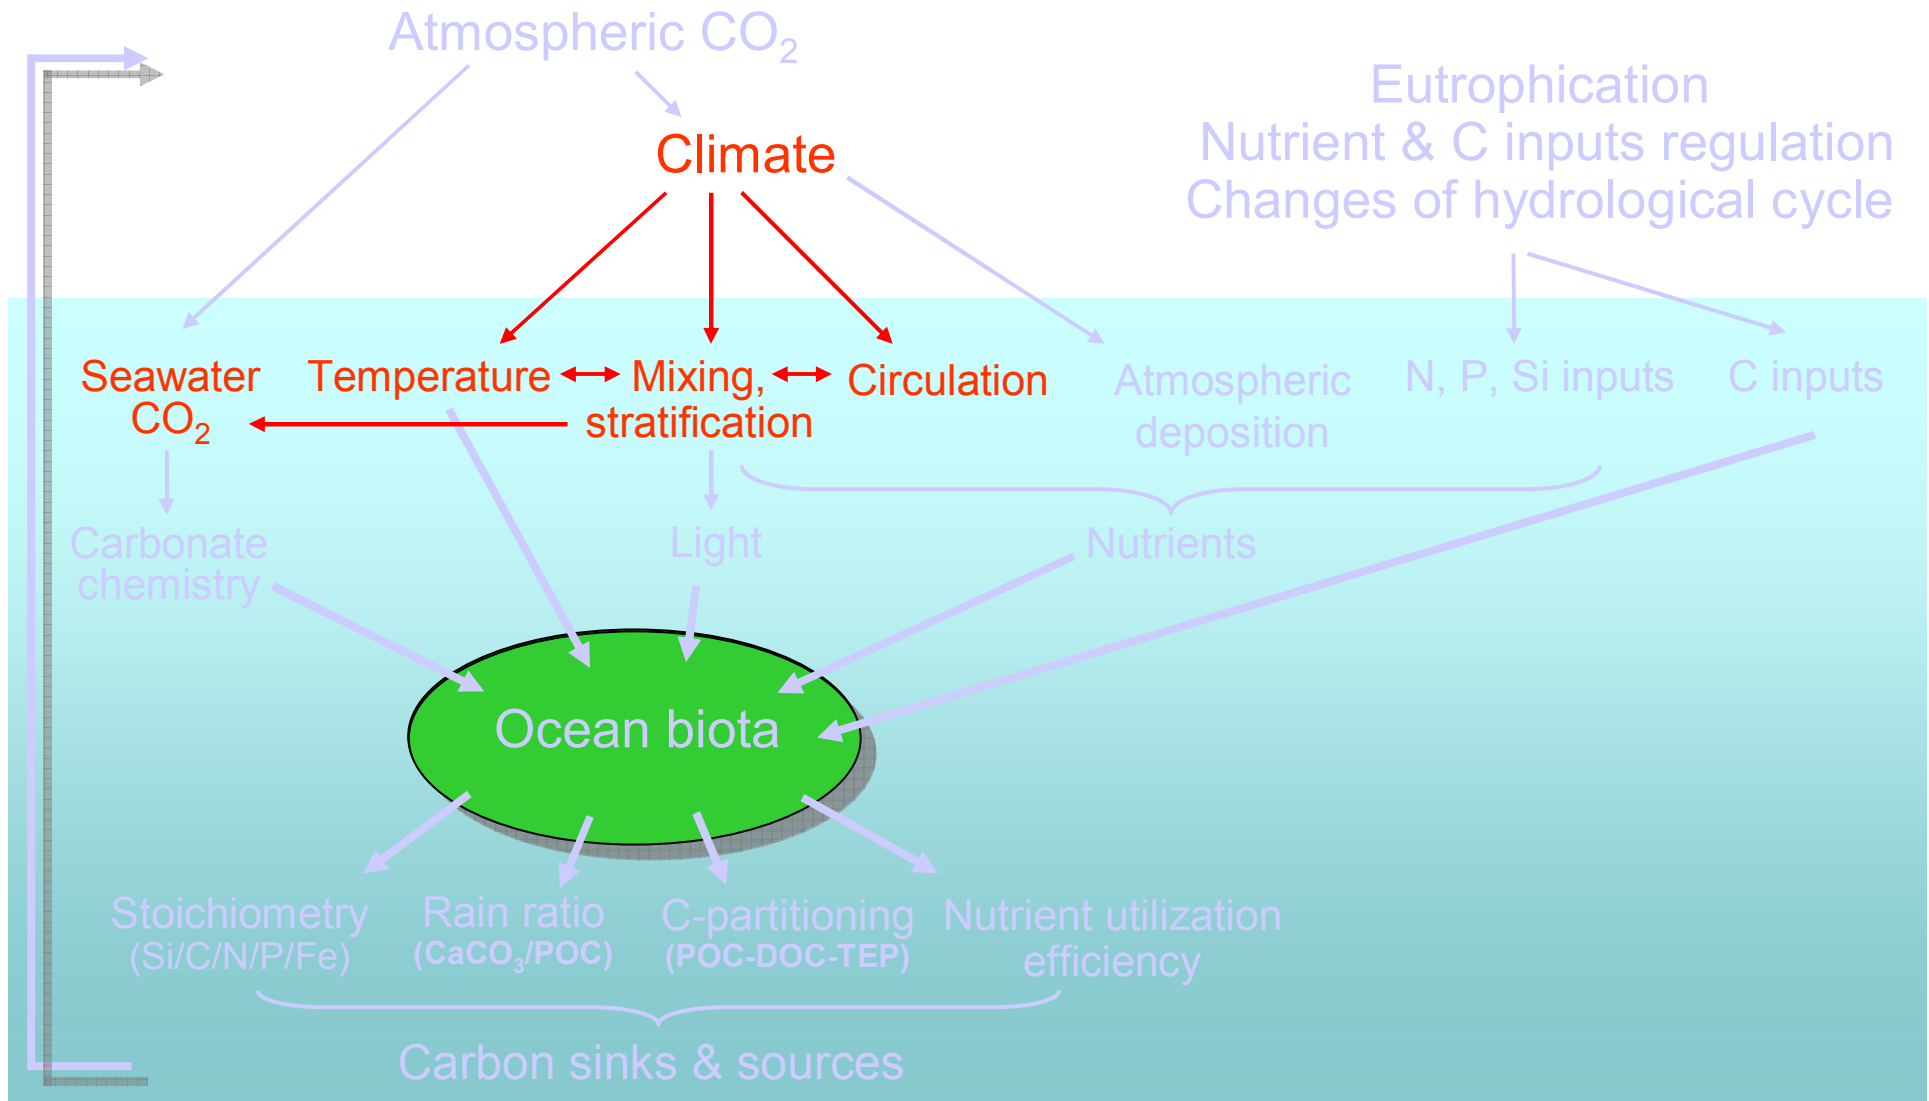 Atmospheric CO₂
Eutrophication
Nutrient & C inputs regulation
Changes of hydrological cycle
Climate
Seawater
CO₂
Temperature
Mixing,
stratification
Circulation
Atmospheric
deposition
N, P, Si inputs
C inputs
Carbonate
chemistry
Light
Nutrients
Ocean biota
Stoichiometry
(Si/C/N/P/Fe)
Rain ratio
(CaCO₃/POC)
C-partitioning
(POC-DOC-TEP)
Nutrient utilization
efficiency
Carbon sinks & sources